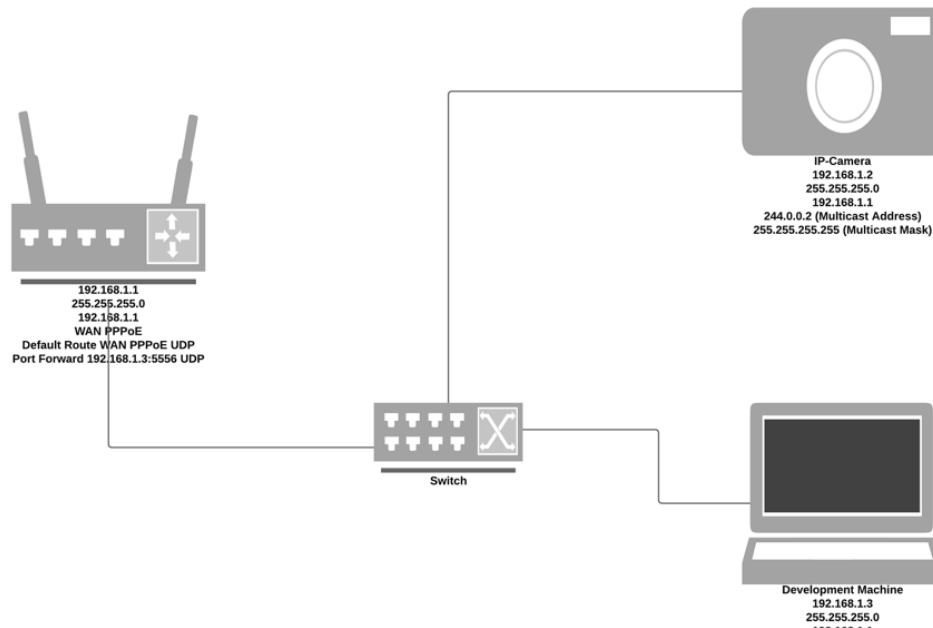 IP-Camera
192.168.1.2
255.255.255.0
192.168.1.1
244.0.0.2 (Multicast Address)
255.255.255.255 (Multicast Mask)
192.168.1.1
255.255.255.0
192.168.1.1
WAN PPPoE
Default Route WAN PPPoE UDP
Port Forward 192.168.1.3:5556 UDP
Switch
Development Machine
192.168.1.3
255.255.255.0